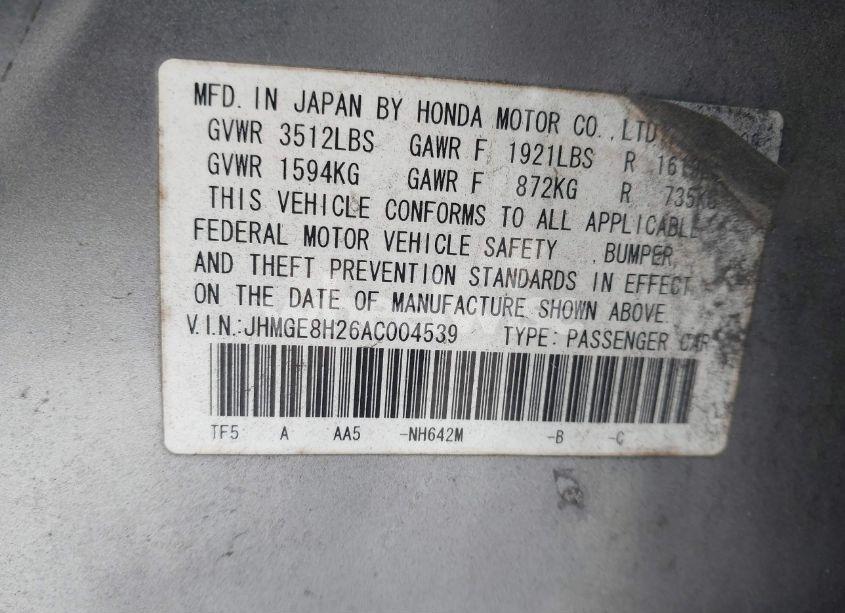 MFD. IN JAPAN BY HONDA MOTOR CO., LTD
GVWR 3512LBS GAWR F 1921LBS R
GVWR 1594KG GAWR F 872KG R 735KG
THIS VEHICLE CONFORMS TO ALL APPLICABLE
FEDERAL MOTOR VEHICLE SAFETY , BUMPER,
AND THEFT PREVENTION STANDARDS IN EFFECT
ON THE DATE OF MANUFACTURE SHOWN ABOVE.
V.I.N.:JHMGE8H26AC004539 TYPE: PASSENGER CAR
TF5 A AA5 -NH642M -B -C